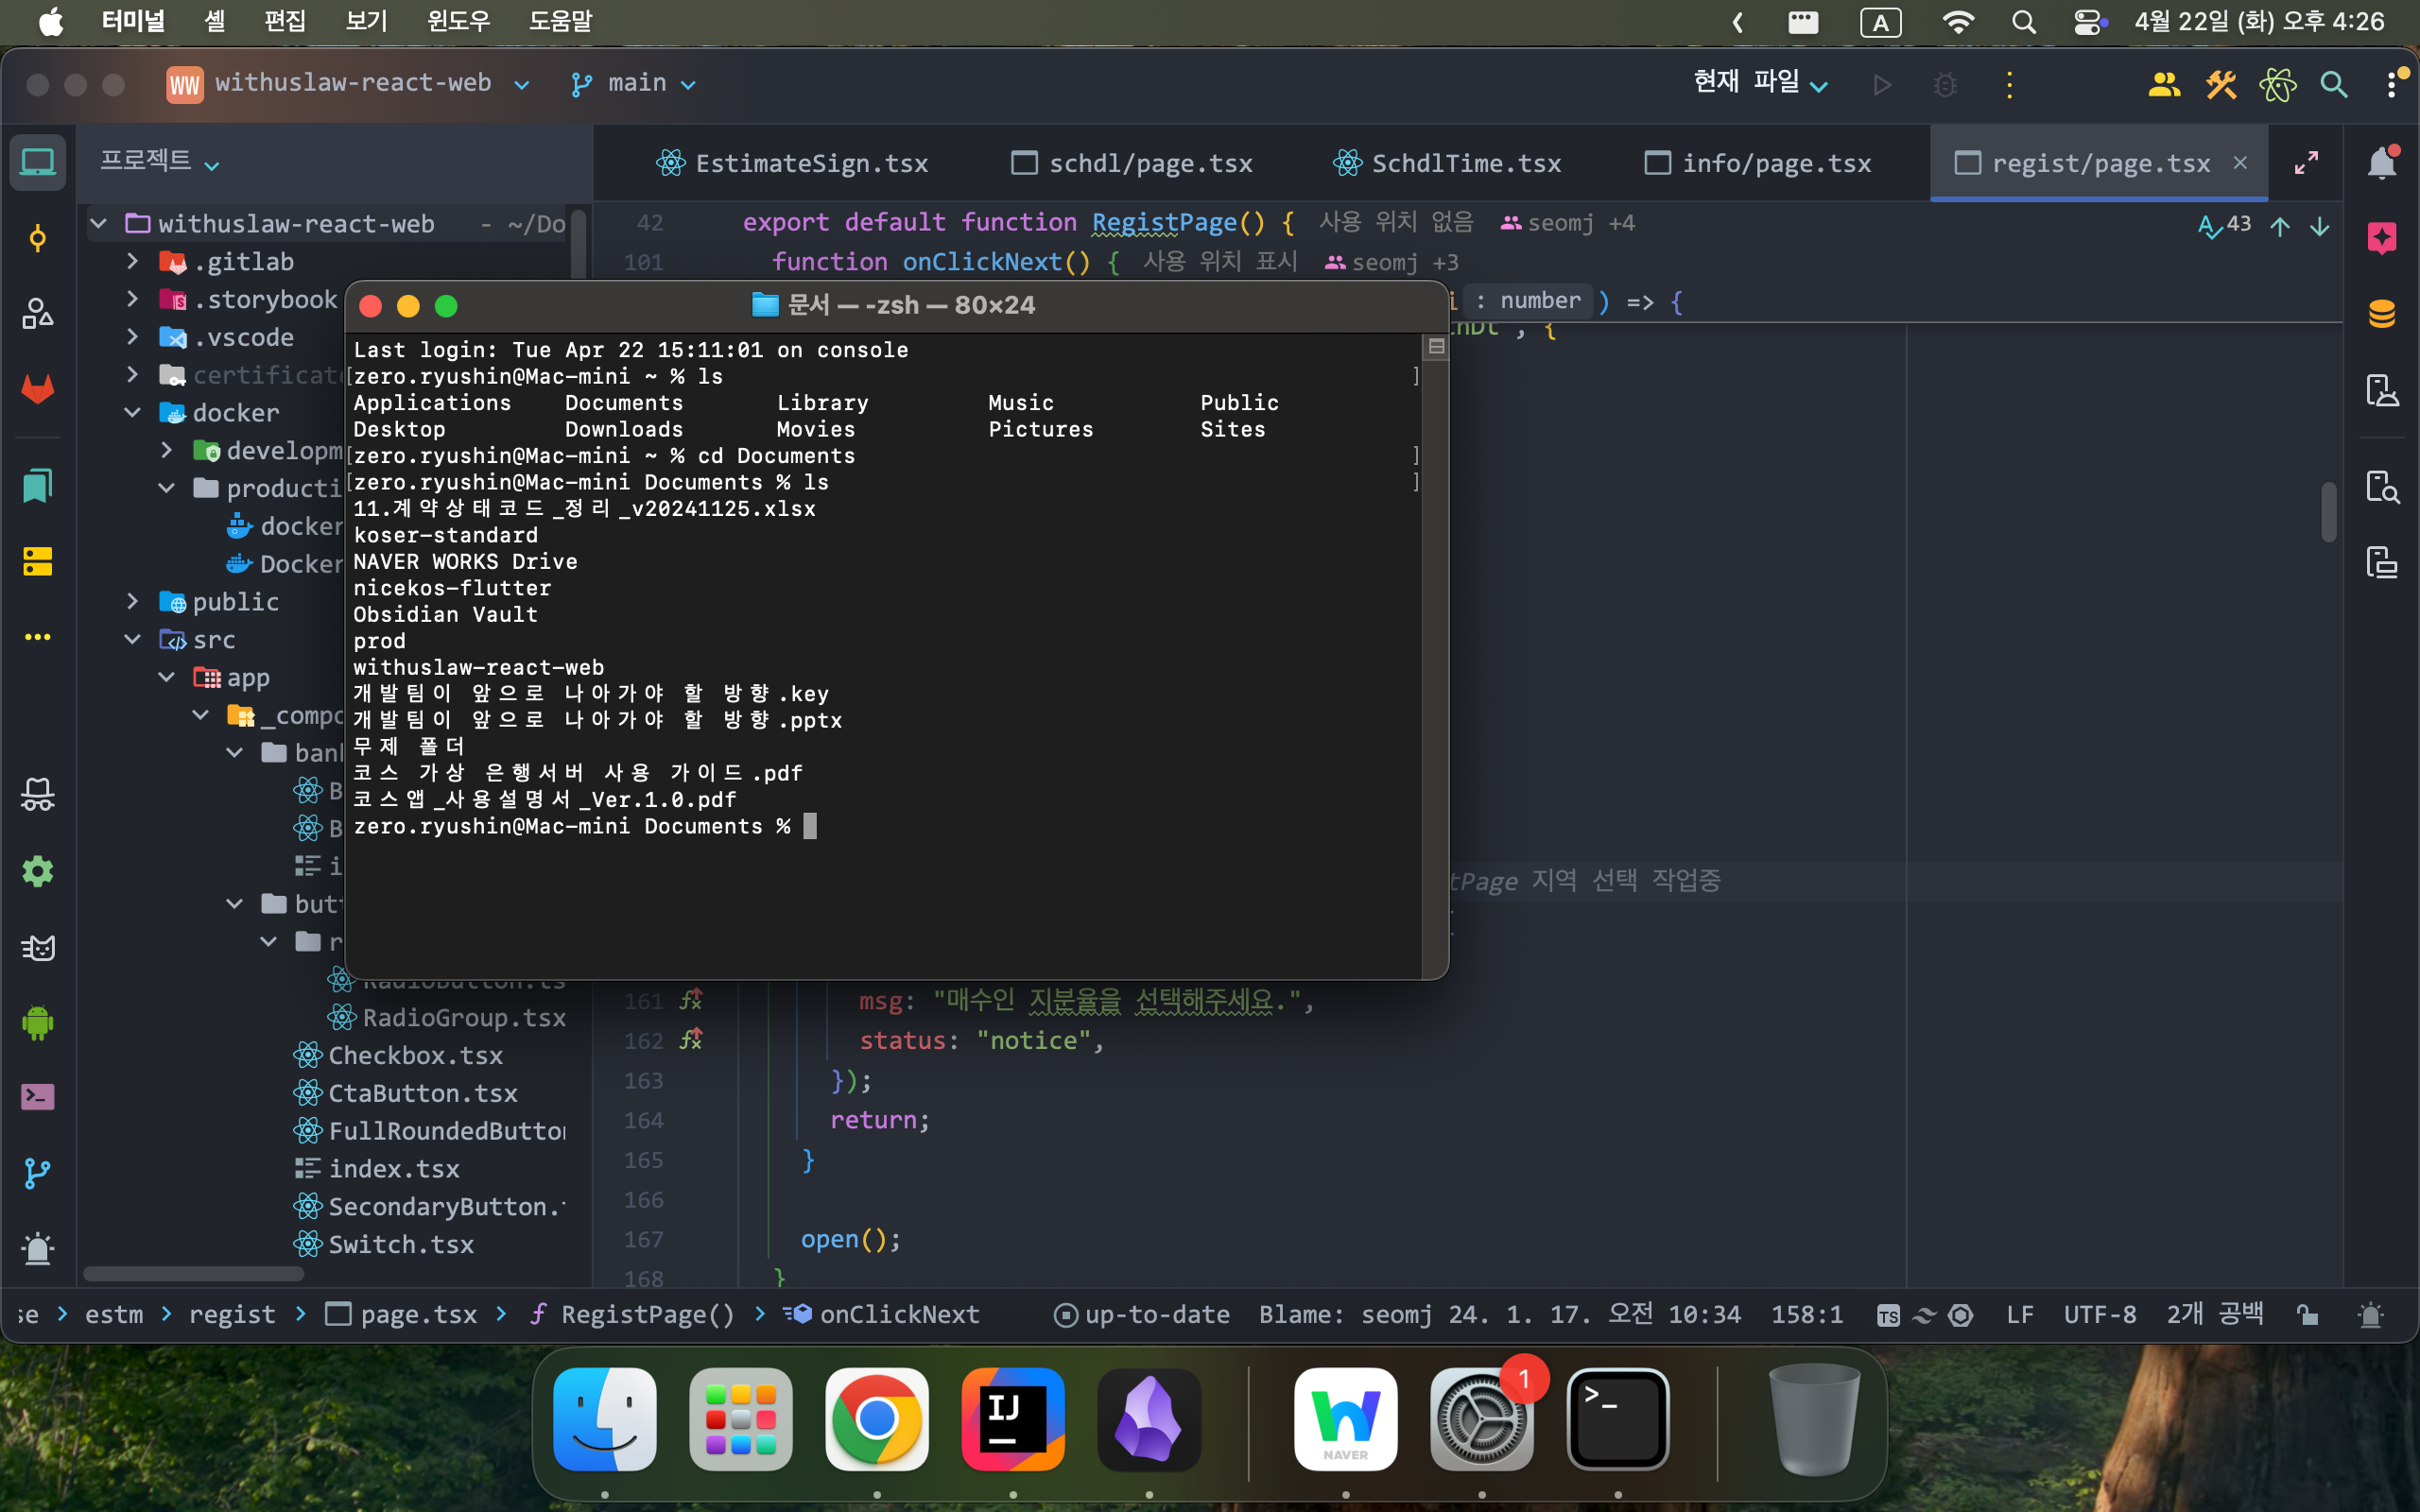 터미널 셸 편집 보기 윈도우 도움말 A 4월 22일 (화) 오후 4:26
WW withuslaw-react-web main 현재 파일
프로젝트
EstimateSign.tsx schdl/page.tsx SchdlTime.tsx info/page.tsx regist/page.tsx
withuslaw-react-web - ~/Do
.gitlab
.storybook
.vscode
docker
public
src
app
RadioGroup.tsx
Checkbox.tsx
CtaButton.tsx
FullRoundedButto
index.tsx
SecondaryButton.
Switch.tsx
42 export default function RegistPage() { 사용 위치 없음 seomj +4
43
101 function onClickNext() { 사용 위치 표시 seomj +3
: number ) => {
문서 — -zsh — 80×24
Last login: Tue Apr 22 15:11:01 on console
[zero.ryushin@Mac-mini ~ % ls ]
Applications Documents Library Music Public
Desktop Downloads Movies Pictures Sites
[zero.ryushin@Mac-mini ~ % cd Documents ]
[zero.ryushin@Mac-mini Documents % ls ]
11.계약상태코드_정리_v20241125.xlsx
koser-standard
NAVER WORKS Drive
nicekos-flutter
Obsidian Vault
prod
withuslaw-react-web
개발팀이 앞으로 나아가야 할 방향.key
개발팀이 앞으로 나아가야 할 방향.pptx
무제 폴더
코스 가상 은행서버 사용 가이드.pdf
코스앱_사용설명서_Ver.1.0.pdf
zero.ryushin@Mac-mini Documents %
tPage 지역 선택 작업중
161 msg: "매수인 지분율을 선택해주세요.",
162 status: "notice",
163 });
164 return;
165 }
166
167 open();
168 }
se > estm > regist > page.tsx > RegistPage() > onClickNext up-to-date Blame: seomj 24. 1. 17. 오전 10:34 158:1 TS LF UTF-8 2개 공백
IJ
NAVER
1
>_